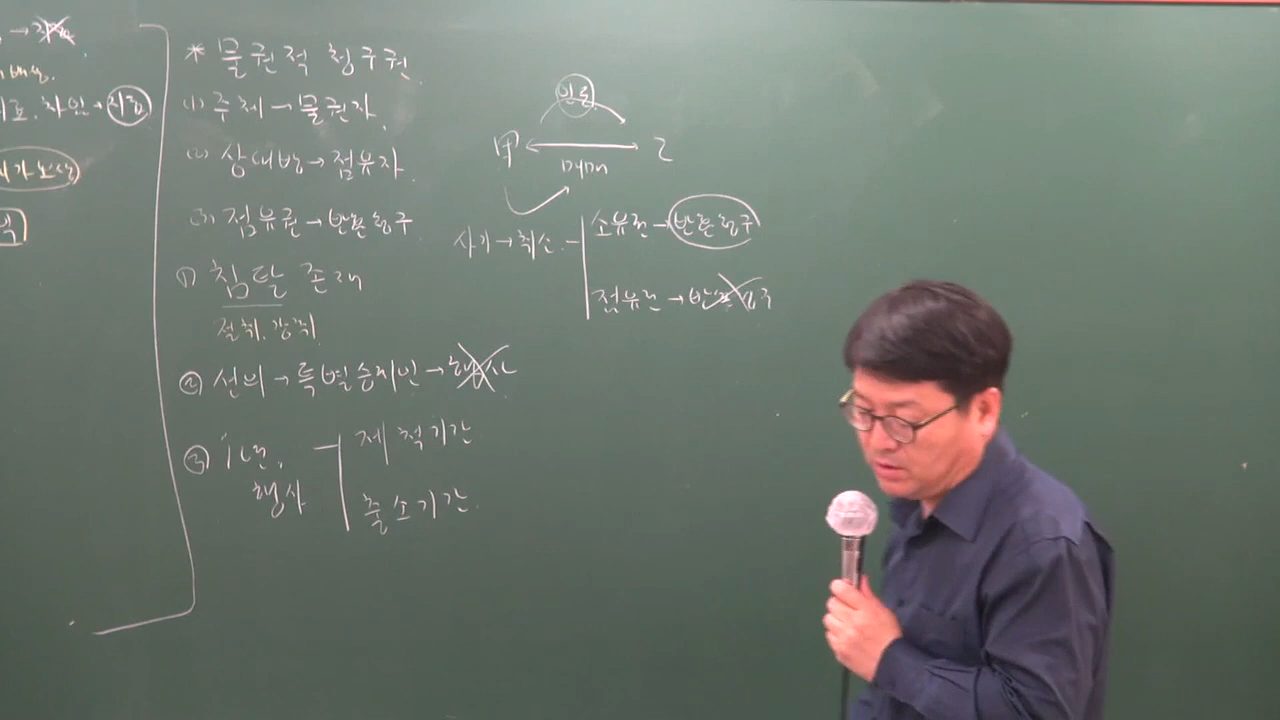 * 물권적 청구권
(1) 주체→물권자.
(2) 상대방→점유자.
(3) 점유권→반환청구
① 침탈 존재
절취. 강취
② 선의→특별승계인→행사
③ 1년.
행사
제척기간
출소기간.
인도
甲 ↔ 乙
매매
사기→취소.
소유권→반환청구
점유권→반환청구